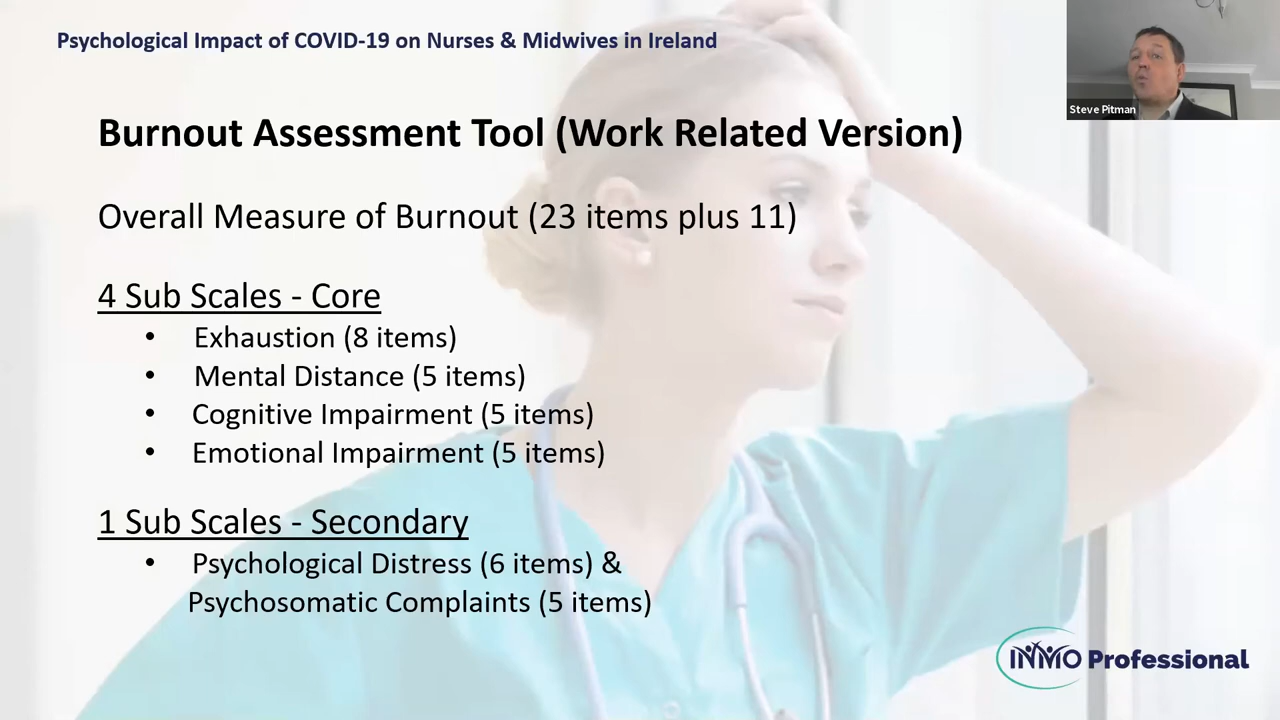 Psychological Impact of COVID-19 on Nurses & Midwives in Ireland
Steve Pitman
Burnout Assessment Tool (Work Related Version)
Overall Measure of Burnout (23 items plus 11)
4 Sub Scales - Core
• Exhaustion (8 items)
• Mental Distance (5 items)
• Cognitive Impairment (5 items)
• Emotional Impairment (5 items)
1 Sub Scales - Secondary
• Psychological Distress (6 items) &
Psychosomatic Complaints (5 items)
INMO Professional